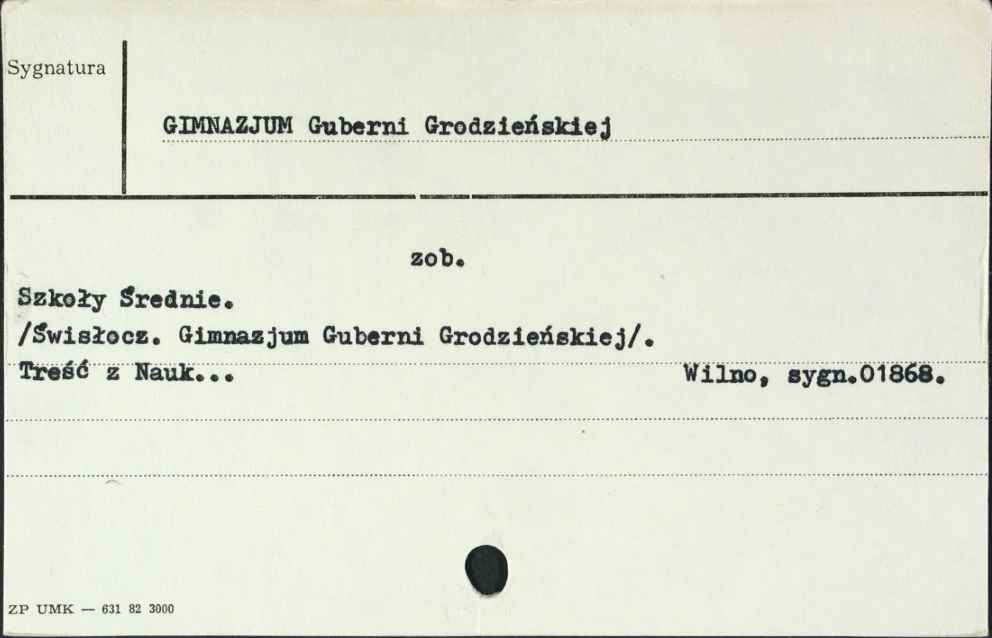 Sygnatura
GIMNAZJUM Guberni Grodzieńskiej
zob.
Szkoły Średnie.
/Świsłocz. Gimnazjum Guberni Grodzieńskiej/.
Treść z Nauk... Wilno, sygn.01868.
ZP UMK — 631 82 3000